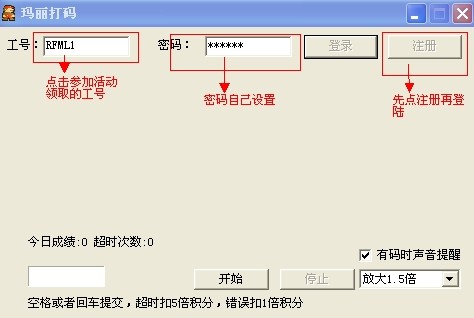 玛丽打码
工号：RFML1 密码：****** 登录 注册
点击参加活动
领取的工号
密码自己设置
先点注册再登
陆
今日成绩:0 超时次数:0
有码时声音提醒
开始 停止 放大1.5倍
空格或者回车提交，超时扣5倍积分，错误扣1倍积分